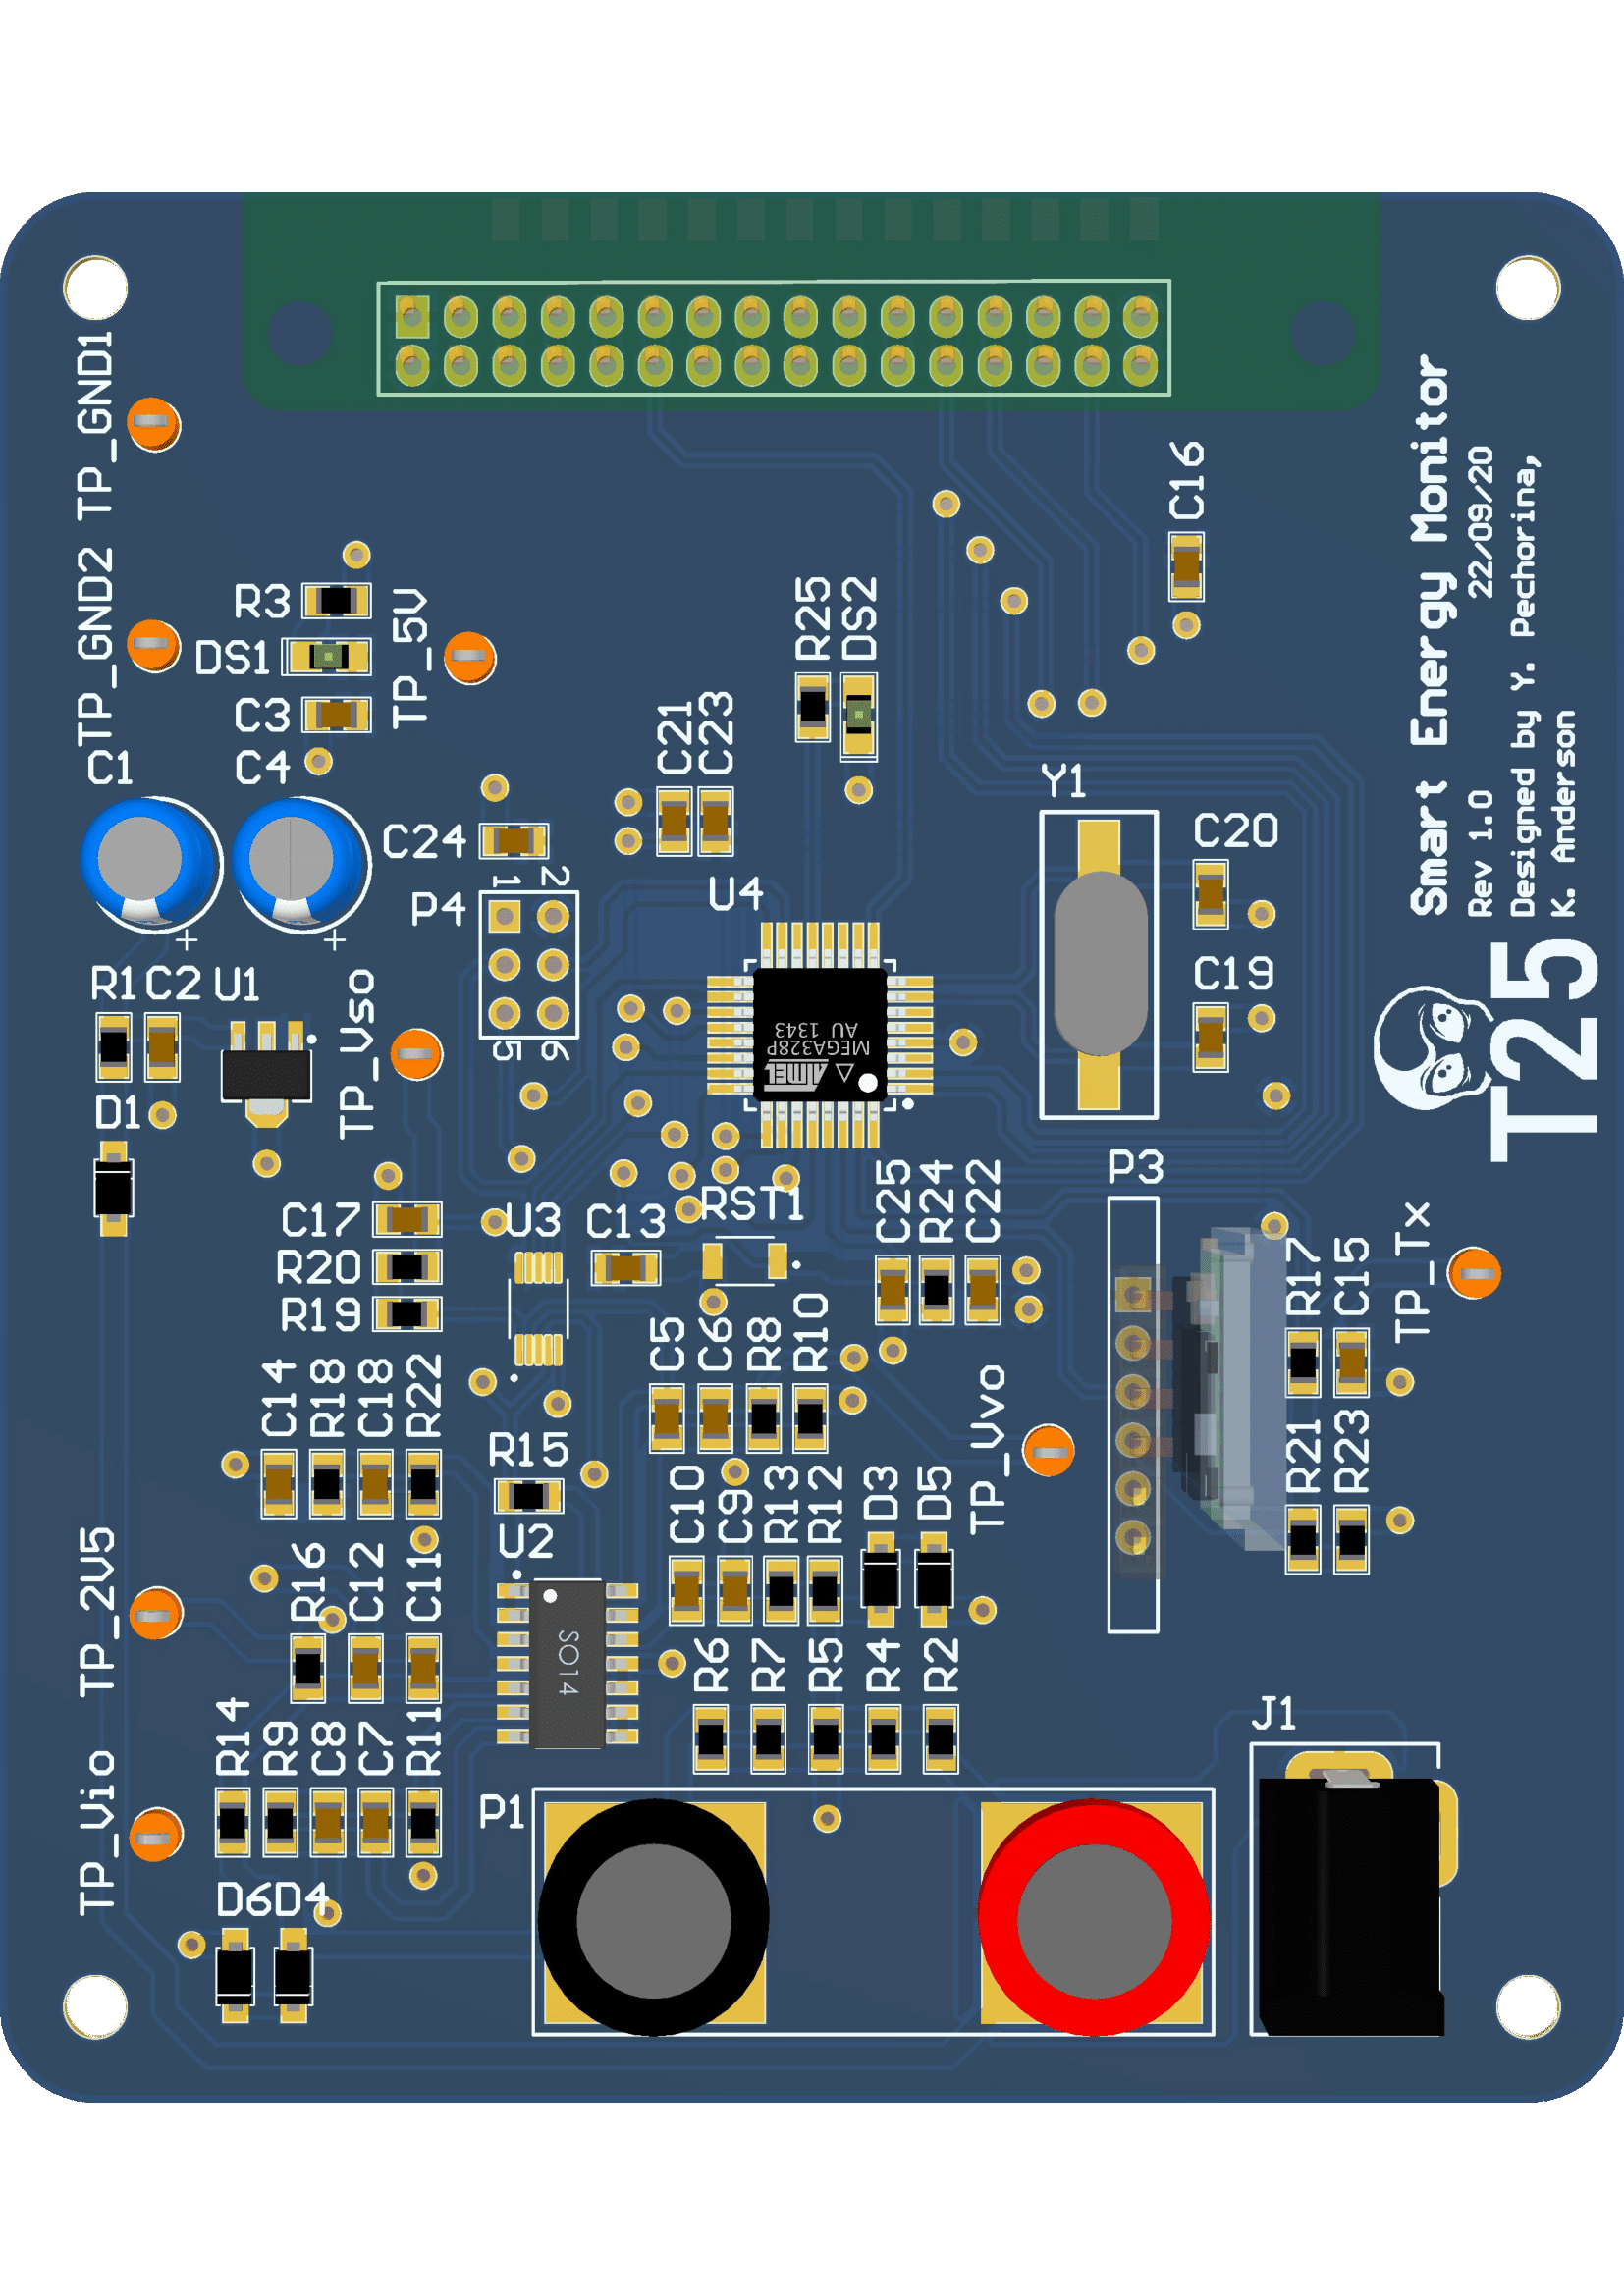 TP_GND1
TP_GND2
R3
DS1
C3
TP_5V
C1
C4
C16
R25
DS2
C21
C23
Y1
C20
C24
1
2
P4
U4
C19
5
6
R1
C2
U1
TP_Vso
D1
MEGA328P
AU 1343
ATMEL
Smart Energy Monitor
Rev 1.0
22/09/20
Designed by Y. Pechorina,
K. Anderson
T25
C17
R20
R19
U3
C13
RST1
C25
R24
C22
P3
R17
C15
TP_Tx
C14
R18
C18
R22
C5
C6
R8
R10
R15
TP_Vvo
R21
R23
U2
C10
C9
R13
R12
D3
D5
TP_2V5
R16
C12
C11
SO14
R6
R7
R5
R4
R2
TP_Vio
R14
R9
C8
C7
R11
P1
J1
D6
D4